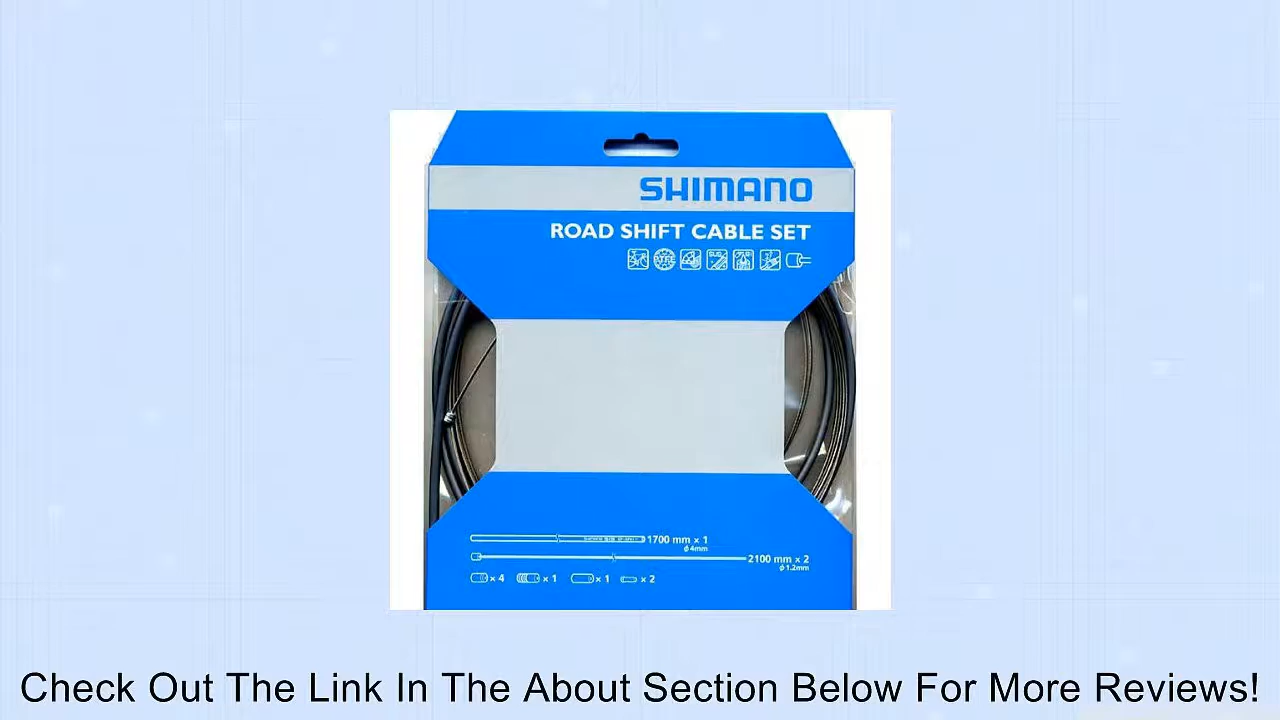 SHIMANO
ROAD SHIFT CABLE SET
1700 mm × 1
φ4mm
2100 mm × 2
φ1.2mm
× 4 × 1 × 1 × 2
Check Out The Link In The About Section Below For More Reviews!